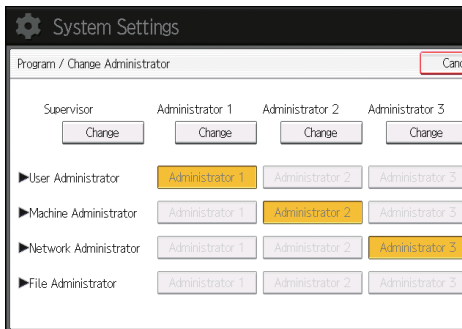 System Settings
Program / Change Administrator
Canc
Supervisor Administrator 1 Administrator 2 Administrator 3
Change Change Change Change
►User Administrator Administrator 1 Administrator 2 Administrator 3
►Machine Administrator Administrator 1 Administrator 2 Administrator 3
►Network Administrator Administrator 1 Administrator 2 Administrator 3
►File Administrator Administrator 1 Administrator 2 Administrator 3